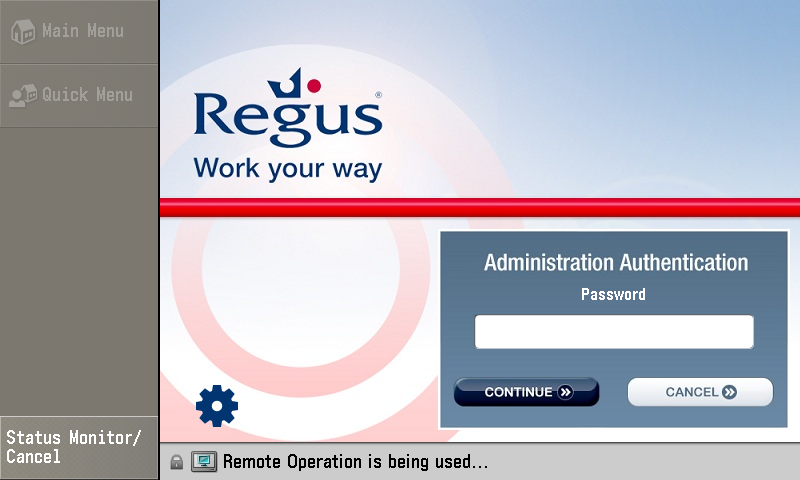 Main Menu
Quick Menu
Regus®
Work your way
Administration Authentication
Password
CONTINUE
CANCEL
Status Monitor/
Cancel
Remote Operation is being used...